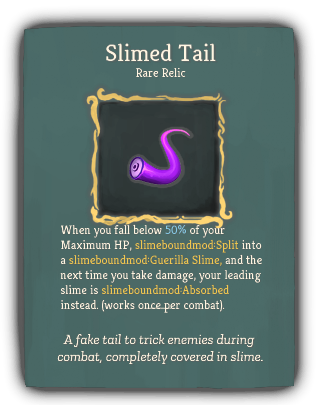 Slimed Tail
Rare Relic
When you fall below 50% of your
Maximum HP, slimeboundmod:Split into
a slimeboundmod:Guerilla Slime, and the
next time you take damage, your leading
slime is slimeboundmod:Absorbed
instead. (works once per combat).
A fake tail to trick enemies during
combat, completely covered in slime.